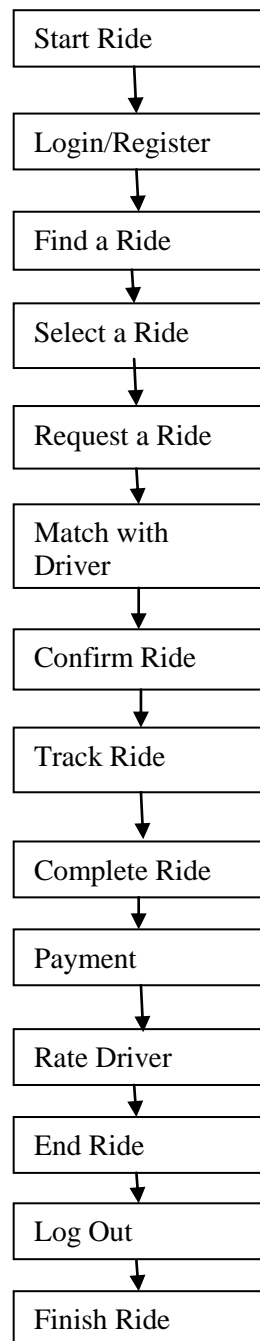 Start Ride
Login/Register
Find a Ride
Select a Ride
Request a Ride
Match with
Driver
Confirm Ride
Track Ride
Complete Ride
Payment
Rate Driver
End Ride
Log Out
Finish Ride